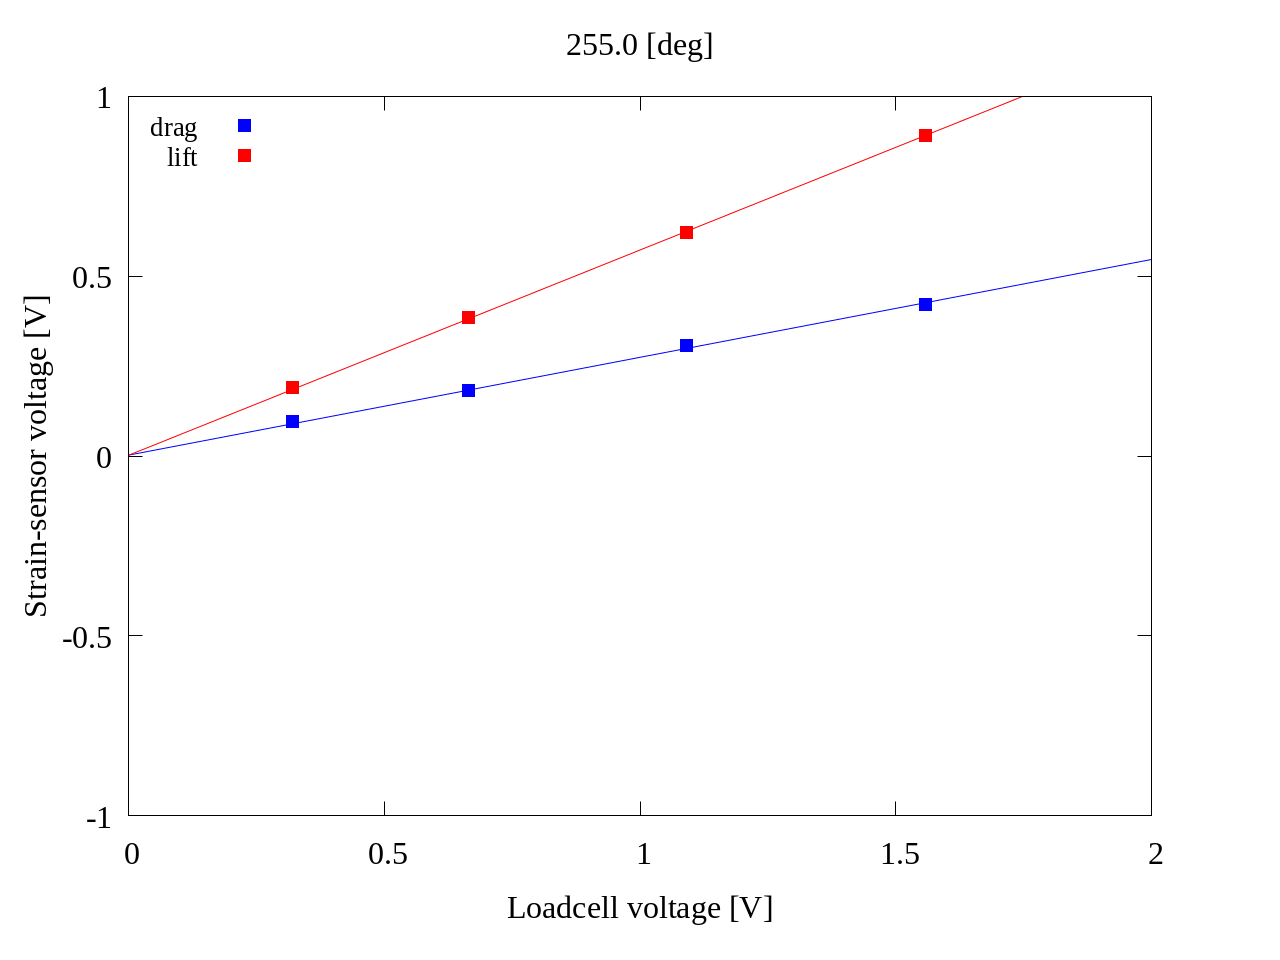 255.0 [deg]
drag
lift
1
0.5
0
-0.5
-1
Strain-sensor voltage [V]
0 0.5 1 1.5 2
Loadcell voltage [V]